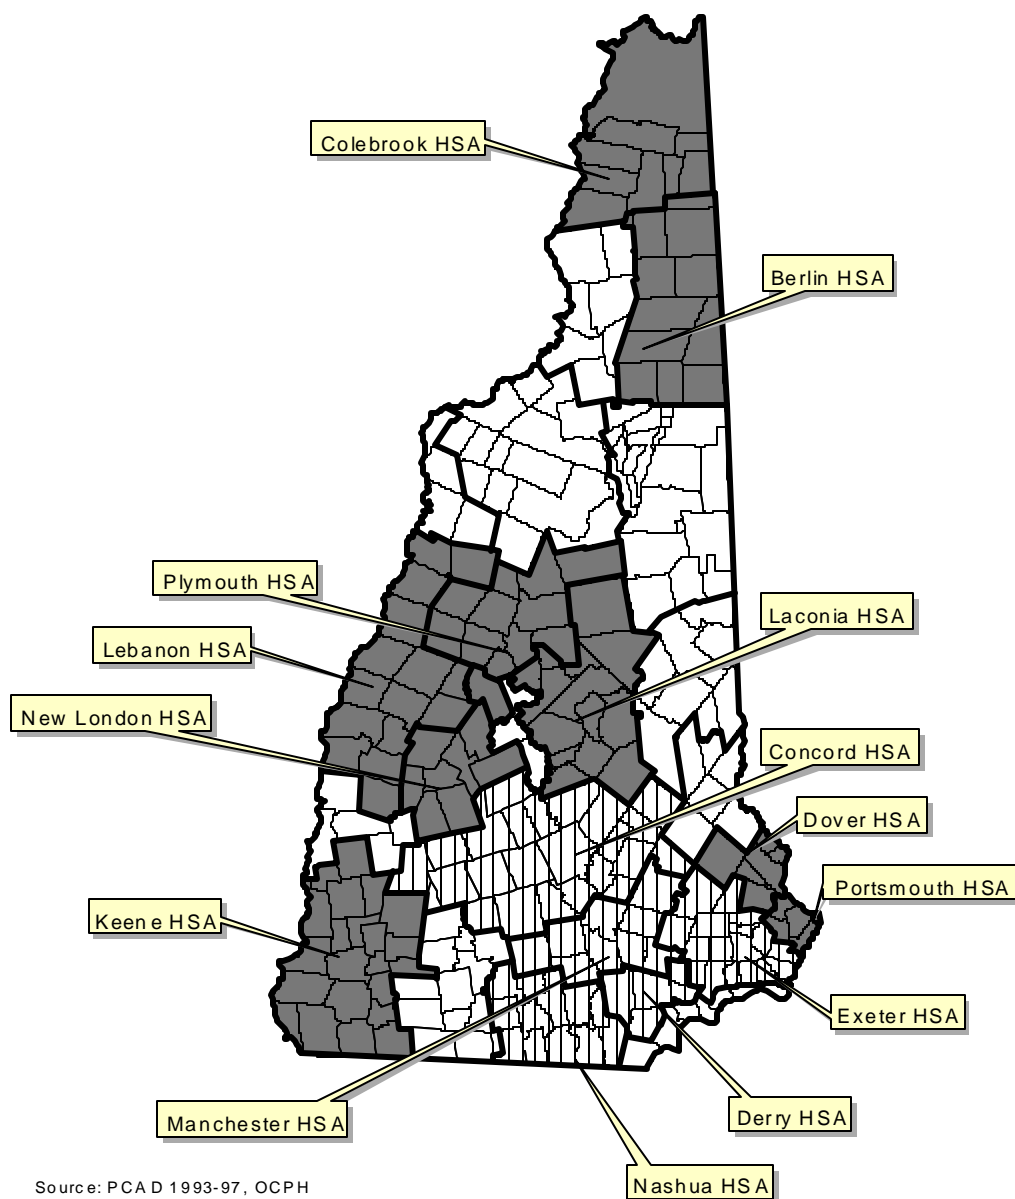 Colebrook HSA
Berlin HSA
Plymouth HSA
Laconia HSA
Lebanon HSA
New London HSA
Concord HSA
Dover HSA
Portsmouth HSA
Keene HSA
Exeter HSA
Manchester HSA
Derry HSA
Nashua HSA
Source: PCAD 1993-97, OCPH